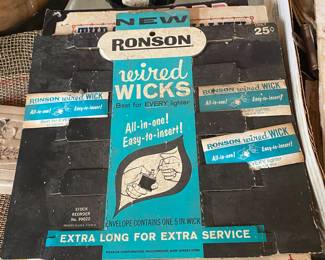 NEW
RONSON
25¢
wired
WICKS
Best for EVERY lighter
All-in-one!
Easy-to-insert!
RONSON wired WICK
All-in-one! Easy-to-insert!
RONSON wired WICK
All-in-one! Easy-to-insert!
RONSON wired WICK
All-in-one! Easy-to-insert!
STOCK
REORDER
ENVELOPE CONTAINS ONE 5 IN. WICK
EXTRA LONG FOR EXTRA SERVICE